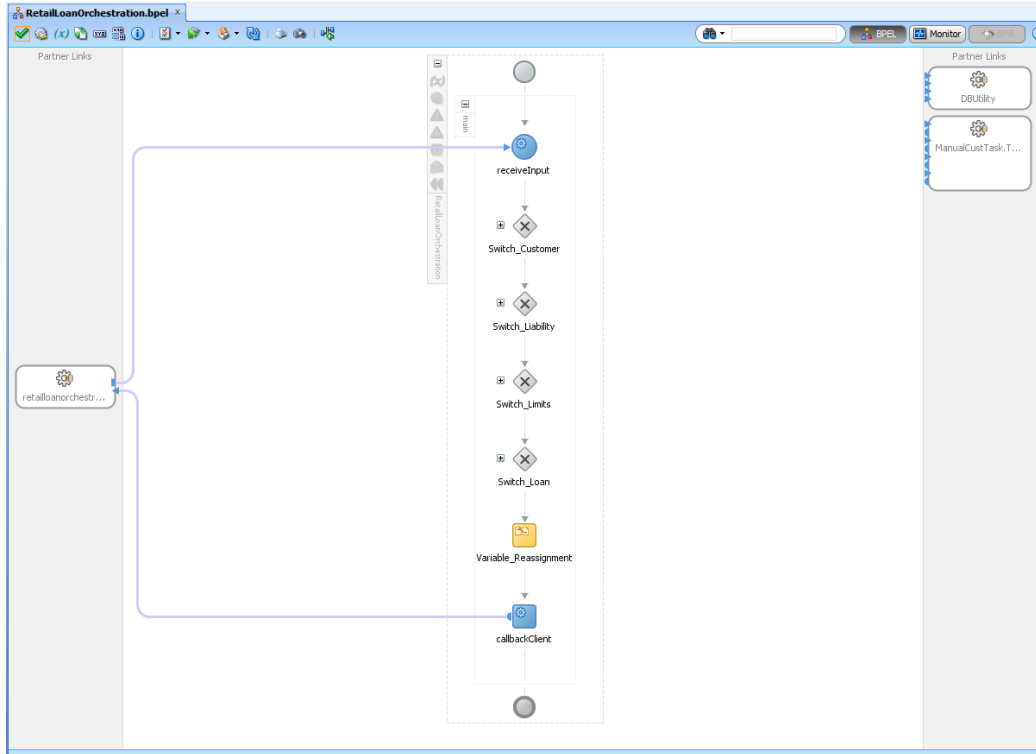 RetailLoanOrchestration.bpel
(x)
BPEL
Monitor
BPA
Partner Links
Partner Links
DBUtility
ManualCustTask.T...
main
RetailLoanOrchestration
receiveInput
Switch_Customer
Switch_Liability
retailloanorchestr...
Switch_Limits
Switch_Loan
Variable_Reassignment
callbackClient